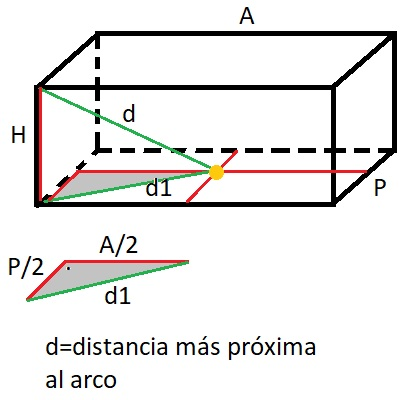 A
H
d
d1
P
P/2
A/2
d1
d=distancia más próxima
al arco